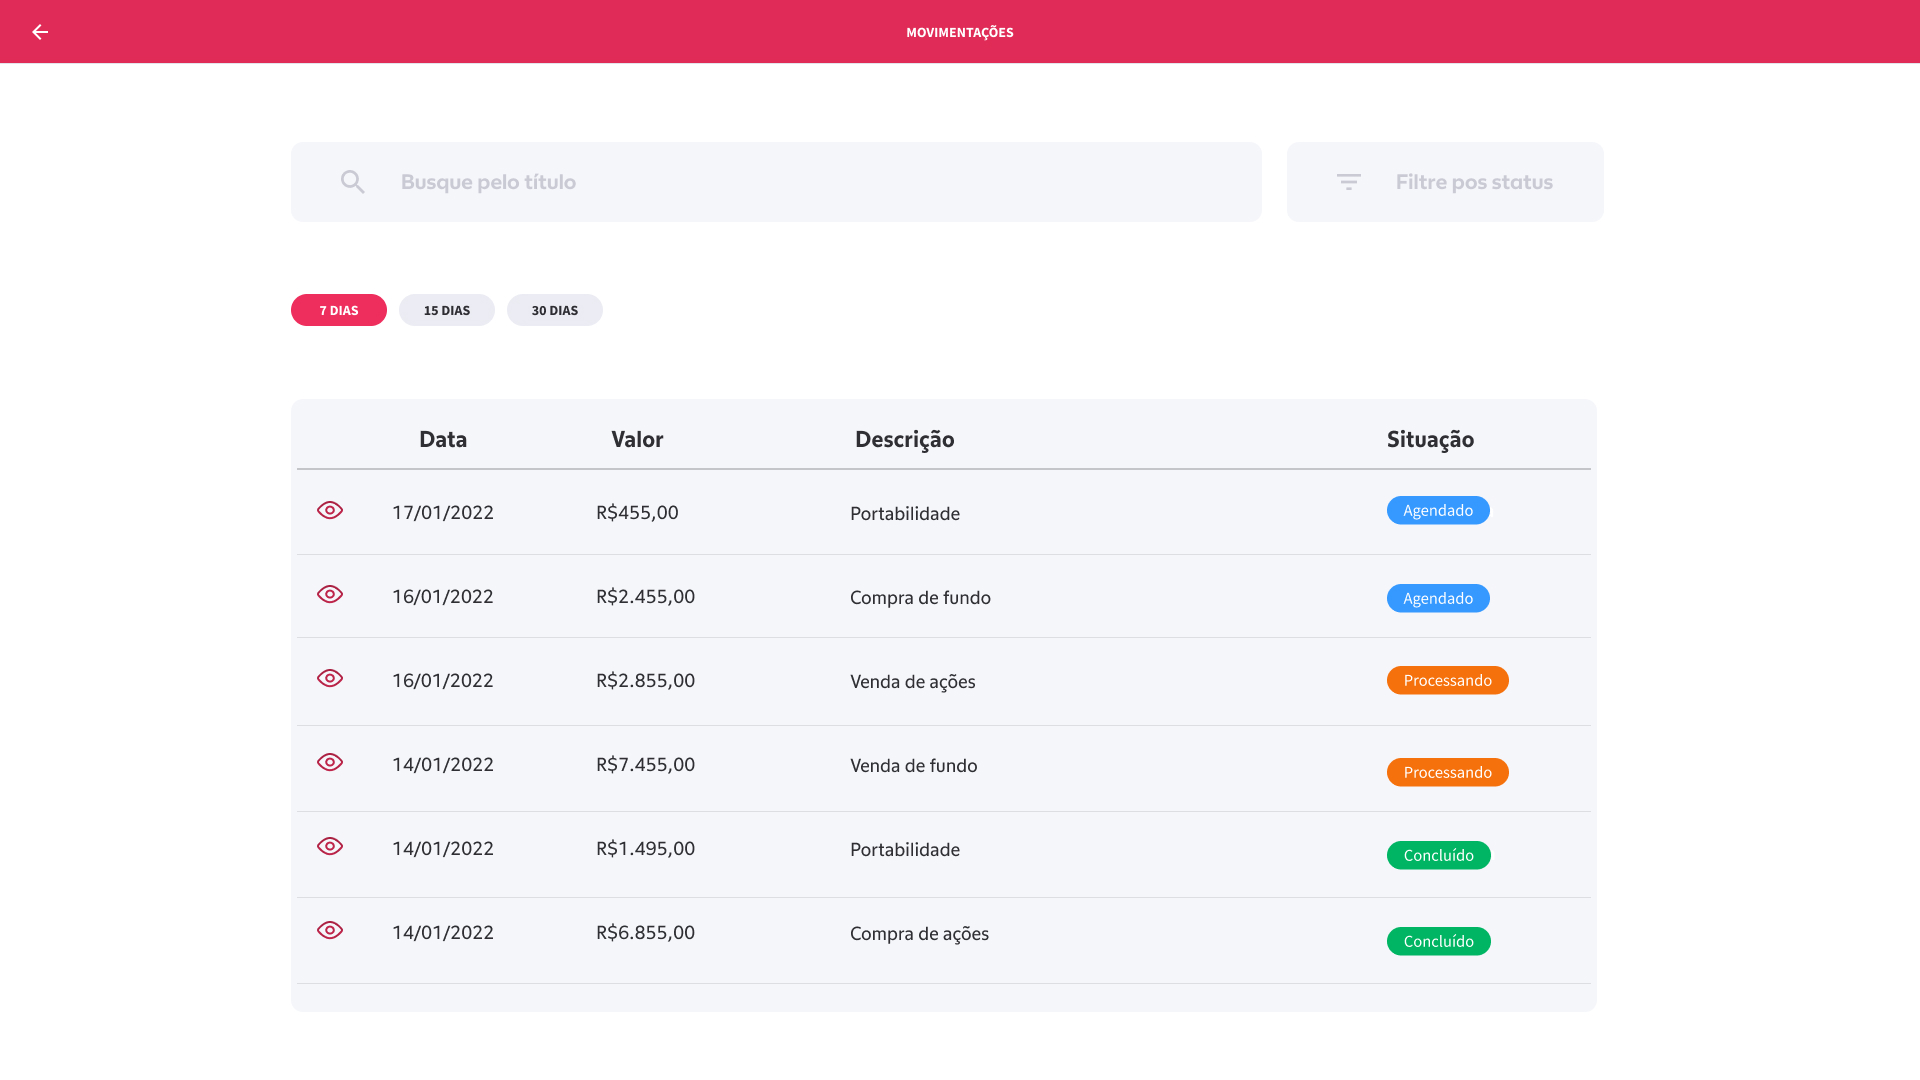 MOVIMENTAÇÕES
Busque pelo título
Filtre pos status
7 DIAS 15 DIAS 30 DIAS
Data Valor Descrição Situação
17/01/2022 R$455,00 Portabilidade Agendado
16/01/2022 R$2.455,00 Compra de fundo Agendado
16/01/2022 R$2.855,00 Venda de ações Processando
14/01/2022 R$7.455,00 Venda de fundo Processando
14/01/2022 R$1.495,00 Portabilidade Concluído
14/01/2022 R$6.855,00 Compra de ações Concluído